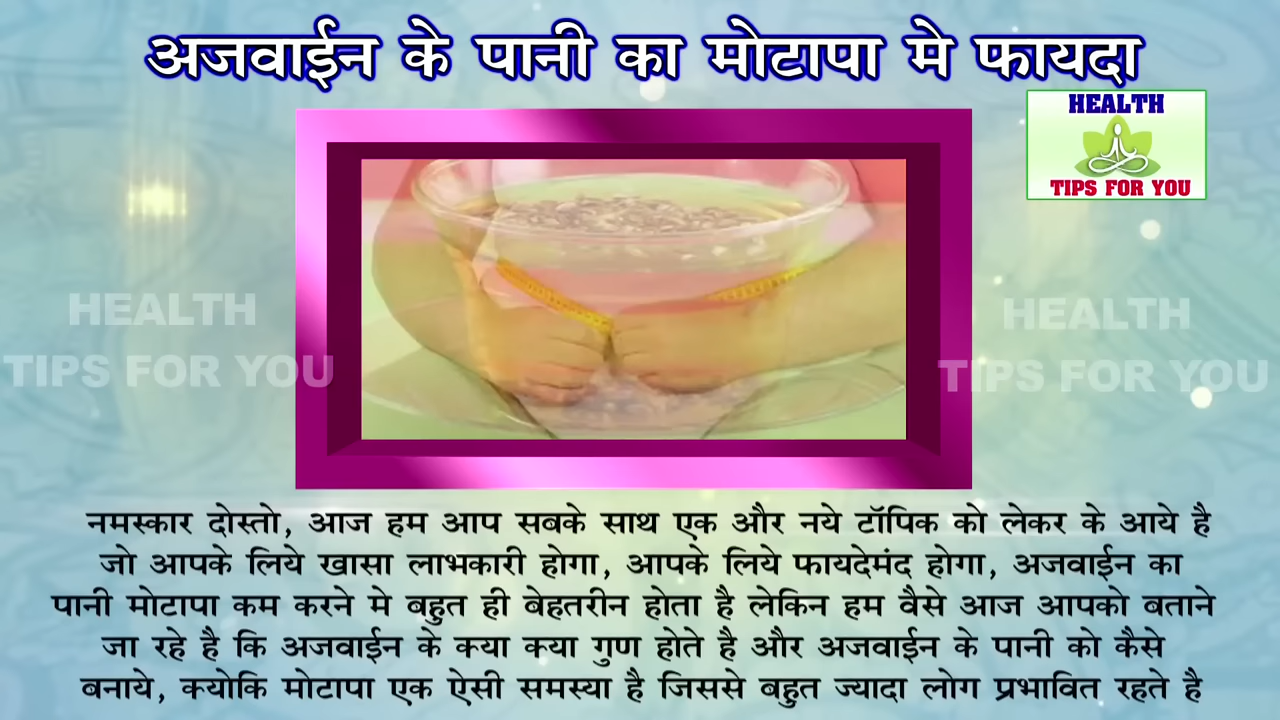 अजवाईन के पानी का मोटापा मे फायदा
HEALTH
TIPS FOR YOU
HEALTH
TIPS FOR YOU
HEALTH
TIPS FOR YOU
नमस्कार दोस्तो, आज हम आप सबके साथ एक और नये टॉपिक को लेकर के आये है
जो आपके लिये खासा लाभकारी होगा, आपके लिये फायदेमंद होगा, अजवाईन का
पानी मोटापा कम करने मे बहुत ही बेहतरीन होता है लेकिन हम वैसे आज आपको बताने
जा रहे है कि अजवाईन के क्या क्या गुण होते है और अजवाईन के पानी को कैसे
बनाये, क्योकि मोटापा एक ऐसी समस्या है जिससे बहुत ज्यादा लोग प्रभावित रहते है